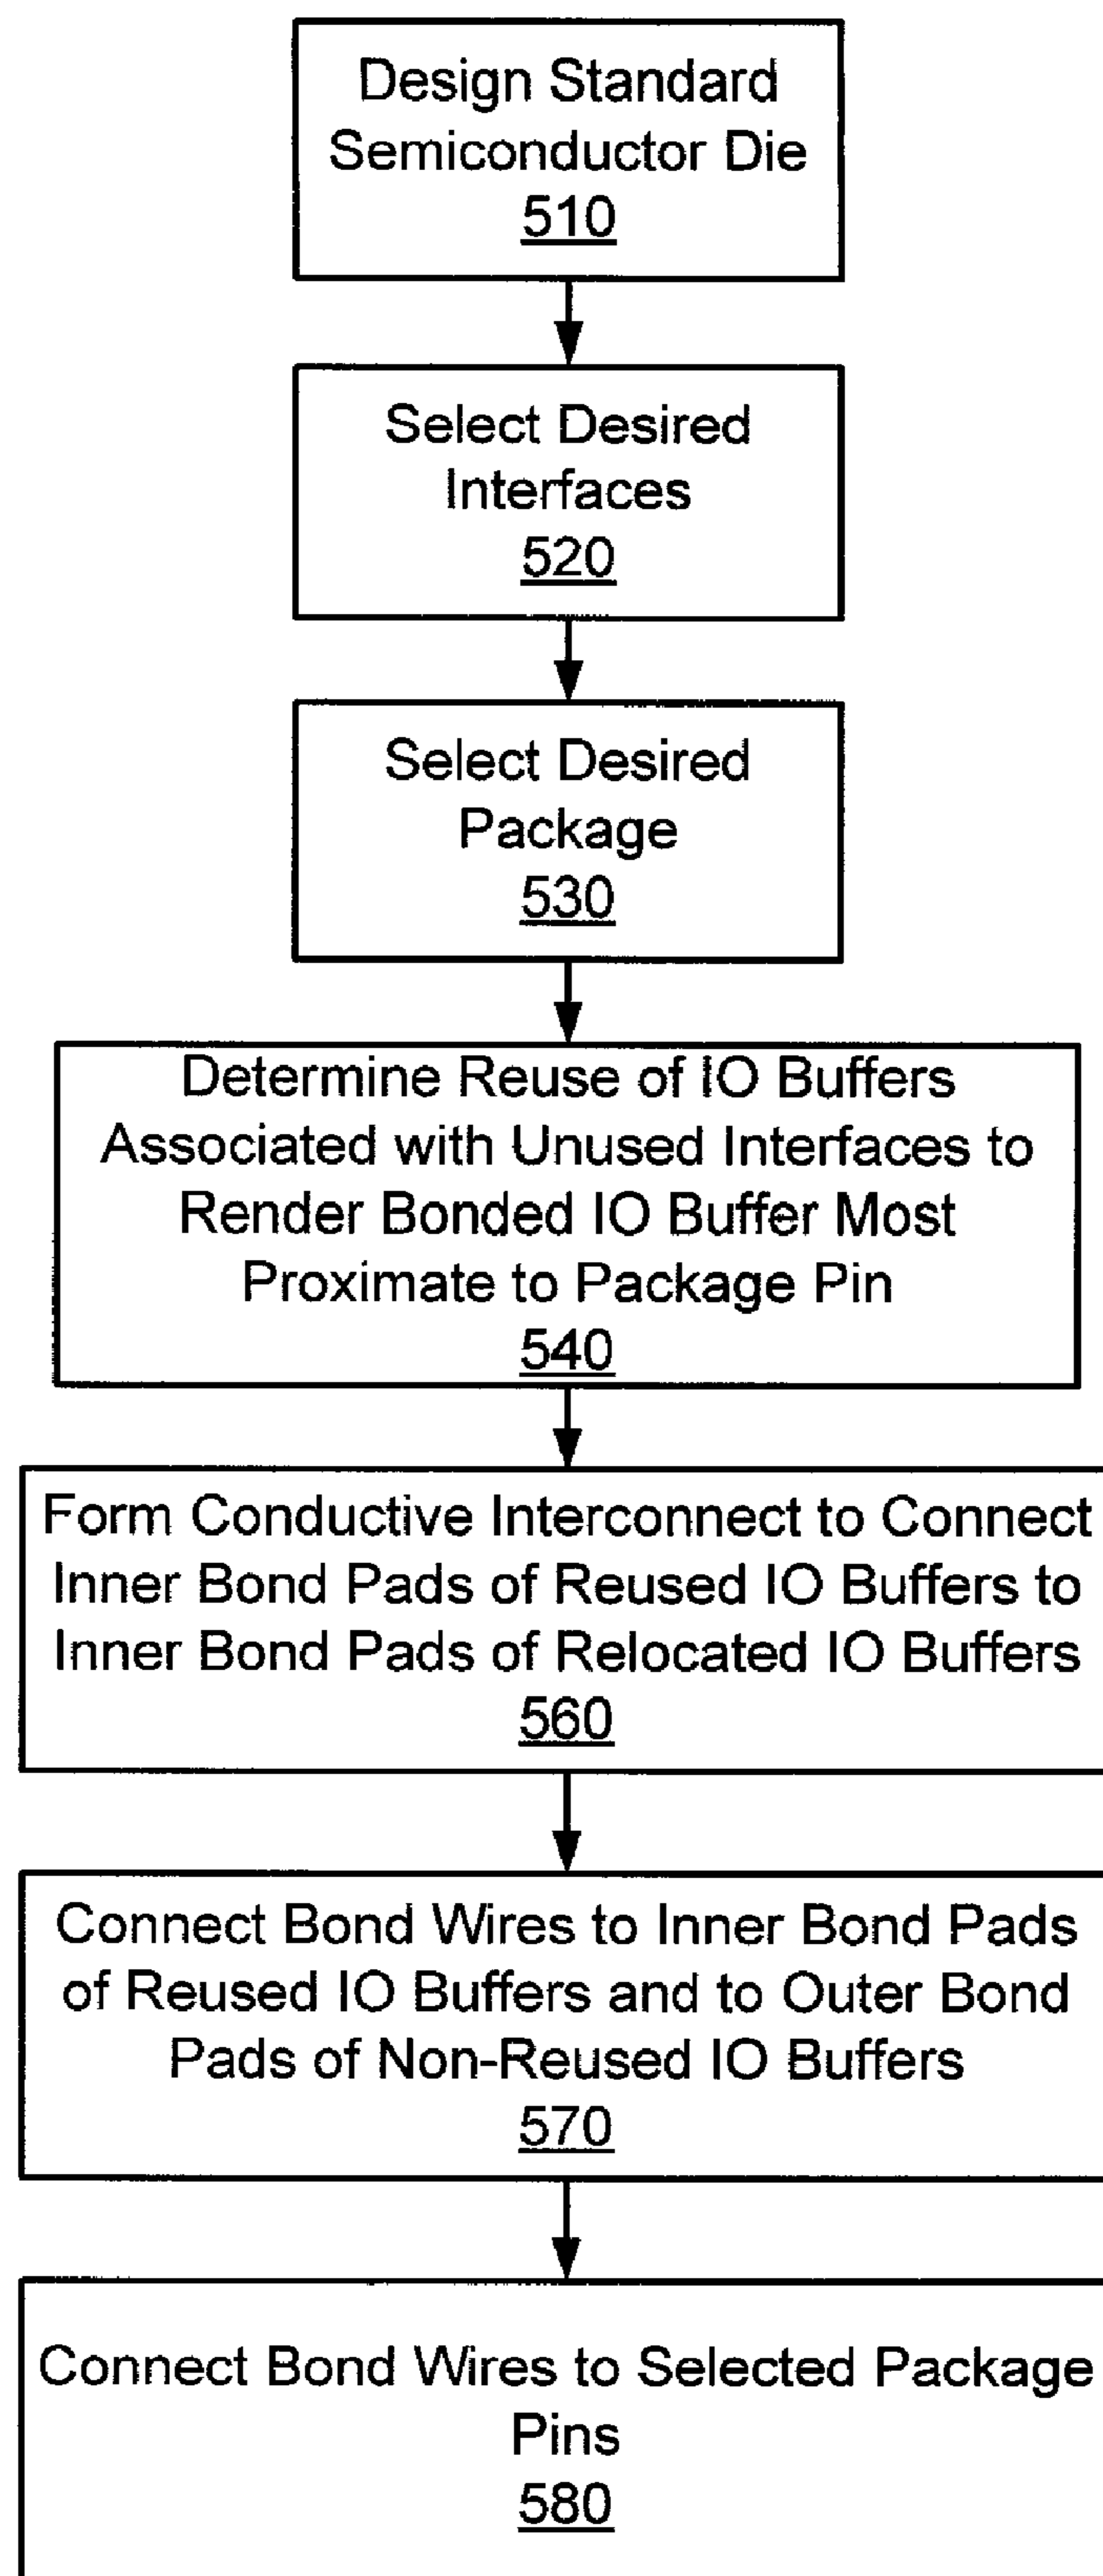 Design Standard
Semiconductor Die
510
Select Desired
Interfaces
520
Select Desired
Package
530
Determine Reuse of IO Buffers
Associated with Unused Interfaces to
Render Bonded IO Buffer Most
Proximate to Package Pin
540
Form Conductive Interconnect to Connect
Inner Bond Pads of Reused IO Buffers to
Inner Bond Pads of Relocated IO Buffers
560
Connect Bond Wires to Inner Bond Pads
of Reused IO Buffers and to Outer Bond
Pads of Non-Reused IO Buffers
570
Connect Bond Wires to Selected Package
Pins
580